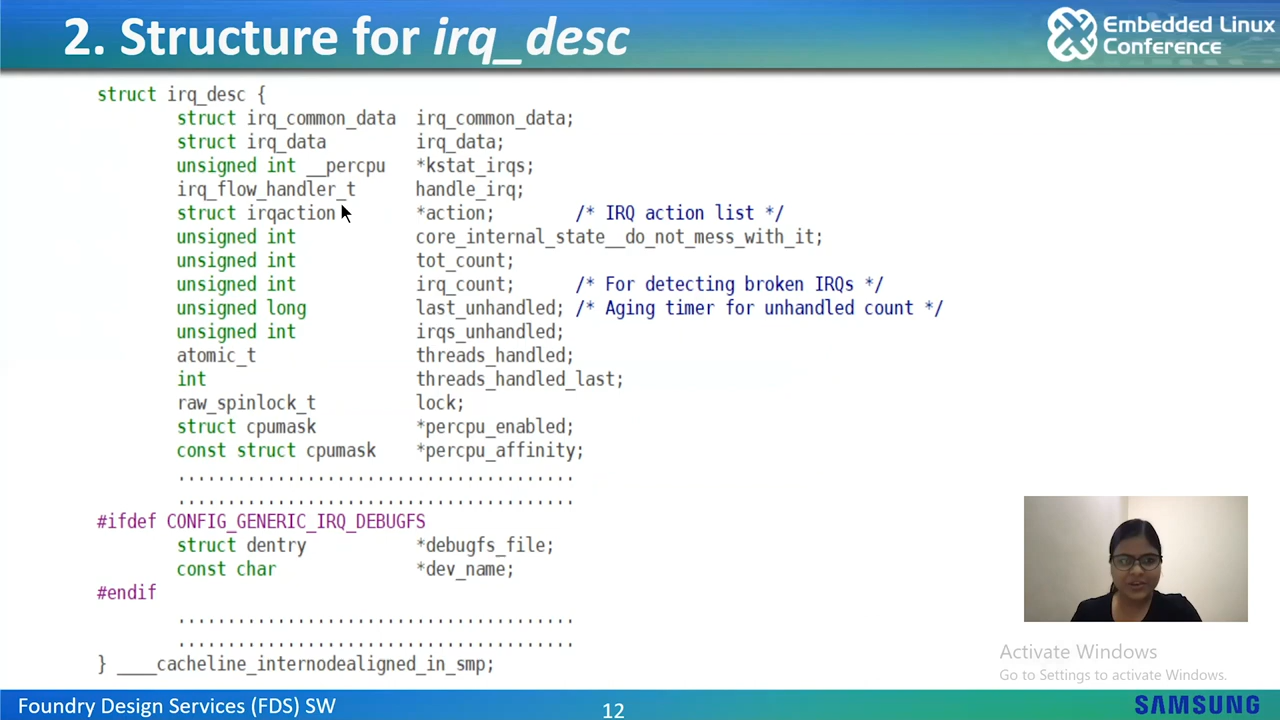 2. Structure for irq_desc
Embedded Linux
Conference
struct irq_desc {
struct irq_common_data irq_common_data;
struct irq_data irq_data;
unsigned int __percpu *kstat_irqs;
irq_flow_handler_t handle_irq;
struct irqaction *action; /* IRQ action list */
unsigned int core_internal_state__do_not_mess_with_it;
unsigned int tot_count;
unsigned int irq_count; /* For detecting broken IRQs */
unsigned long last_unhandled; /* Aging timer for unhandled count */
unsigned int irqs_unhandled;
atomic_t threads_handled;
int threads_handled_last;
raw_spinlock_t lock;
struct cpumask *percpu_enabled;
const struct cpumask *percpu_affinity;
........................................
........................................
#ifdef CONFIG_GENERIC_IRQ_DEBUGFS
struct dentry *debugfs_file;
const char *dev_name;
#endif
........................................
........................................
} ____cacheline_internodealigned_in_smp;
Activate Windows
Go to Settings to activate Windows.
Foundry Design Services (FDS) SW
12
SAMSUNG